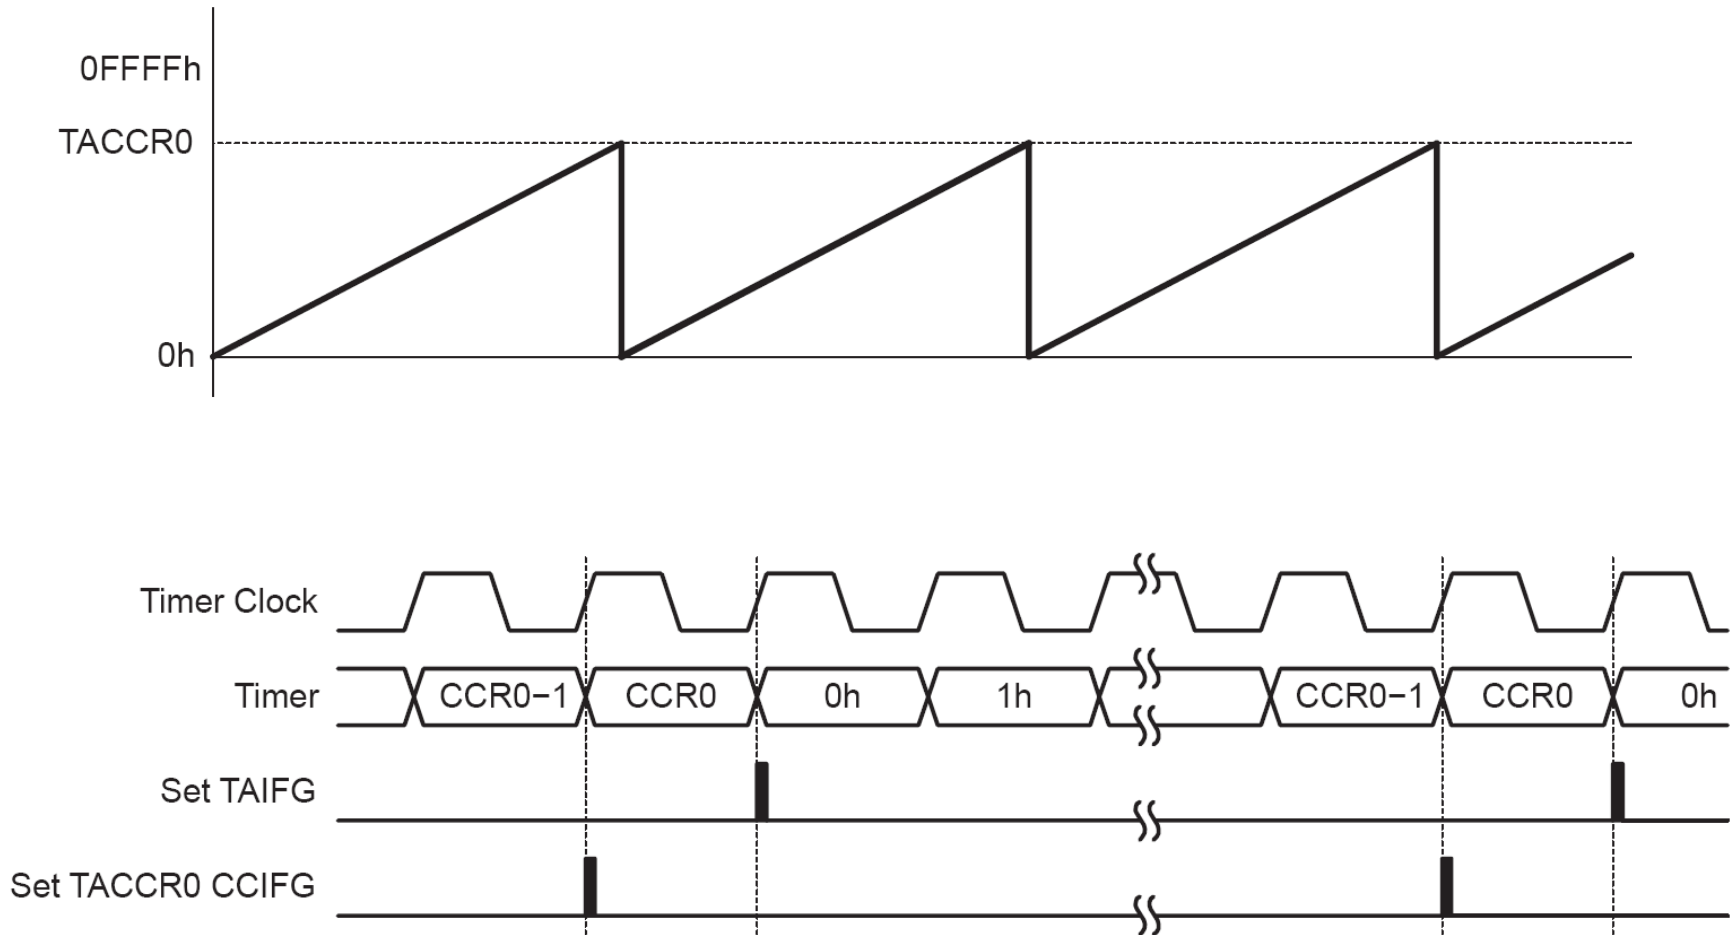 0FFFFh
TACCR0
0h
Timer Clock
Timer CCR0−1 CCR0 0h 1h CCR0−1 CCR0 0h
Set TAIFG
Set TACCR0 CCIFG